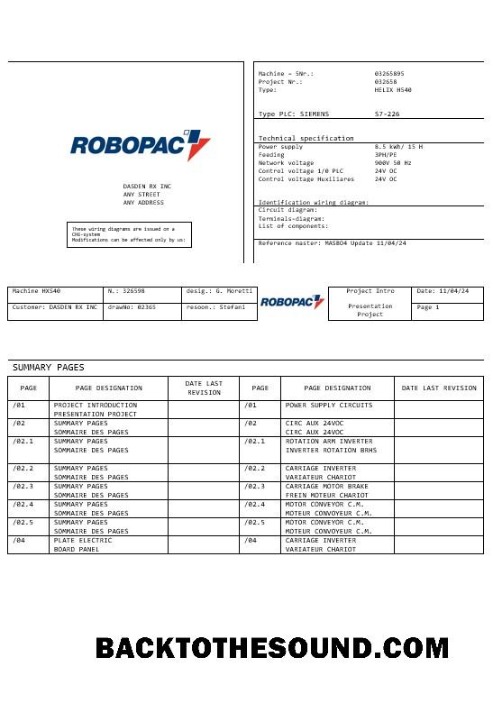 Machine – SNr.: 03265895
Project Nr.: 032658
Type: HELIX H540
Type PLC: SIEMENS S7-226
ROBOPAC
Technical specification
Power supply 8.5 kWh/ 15 H
Feeding 3PH/PE
Network voltage 900V 50 Hz
Control voltage 1/0 PLC 24V OC
Control voltage Huxiliares 24V OC
DASDEN RX INC
ANY STREET
ANY ADDRESS
Identification wiring diagram:
Circuit diagram:
Terminals-diagram:
List of components:
These wiring diagrams are issued on a
CRG-system
Modifications can be affected only by us:
Reference master: MASBD4 Update 11/04/24
Machine HX540 N.: 326598 desig.: G. Moretti ROBOPAC Project Intro Date: 11/04/24
Customer: DASDEN RX INC drawNo: 02365 resoon.: Stefani Presentation Page 1
Project
SUMMARY PAGES
PAGE PAGE DESIGNATION DATE LAST REVISION PAGE PAGE DESIGNATION DATE LAST REVISION
/01 PROJECT INTRODUCTION /01 POWER SUPPLY CIRCUITS
PRESENTATION PROJECT
/02 SUMMARY PAGES /02 CIRC AUX 24VOC
SOMMAIRE DES PAGES CIRC AUX 24VOC
/02.1 SUMMARY PAGES /02.1 ROTATION ARM INVERTER
SOMMAIRE DES PAGES INVERTER ROTATION BRHS
/02.2 SUMMARY PAGES /02.2 CARRIAGE INVERTER
SOMMAIRE DES PAGES VARIATEUR CHARIOT
/02.3 SUMMARY PAGES /02.3 CARRIAGE MOTOR BRAKE
SOMMAIRE DES PAGES FREIN MOTEUR CHARIOT
/02.4 SUMMARY PAGES /02.4 MOTOR CONVEYOR C.M.
SOMMAIRE DES PAGES MOTEUR CONVOYEUR C.M.
/02.5 SUMMARY PAGES /02.5 MOTOR CONVEYOR C.M.
SOMMAIRE DES PAGES MOTEUR CONVOYEUR C.M.
/04 PLATE ELECTRIC /04 CARRIAGE INVERTER
BOARD PANEL VARIATEUR CHARIOT
BACKTOTHESOUND.COM